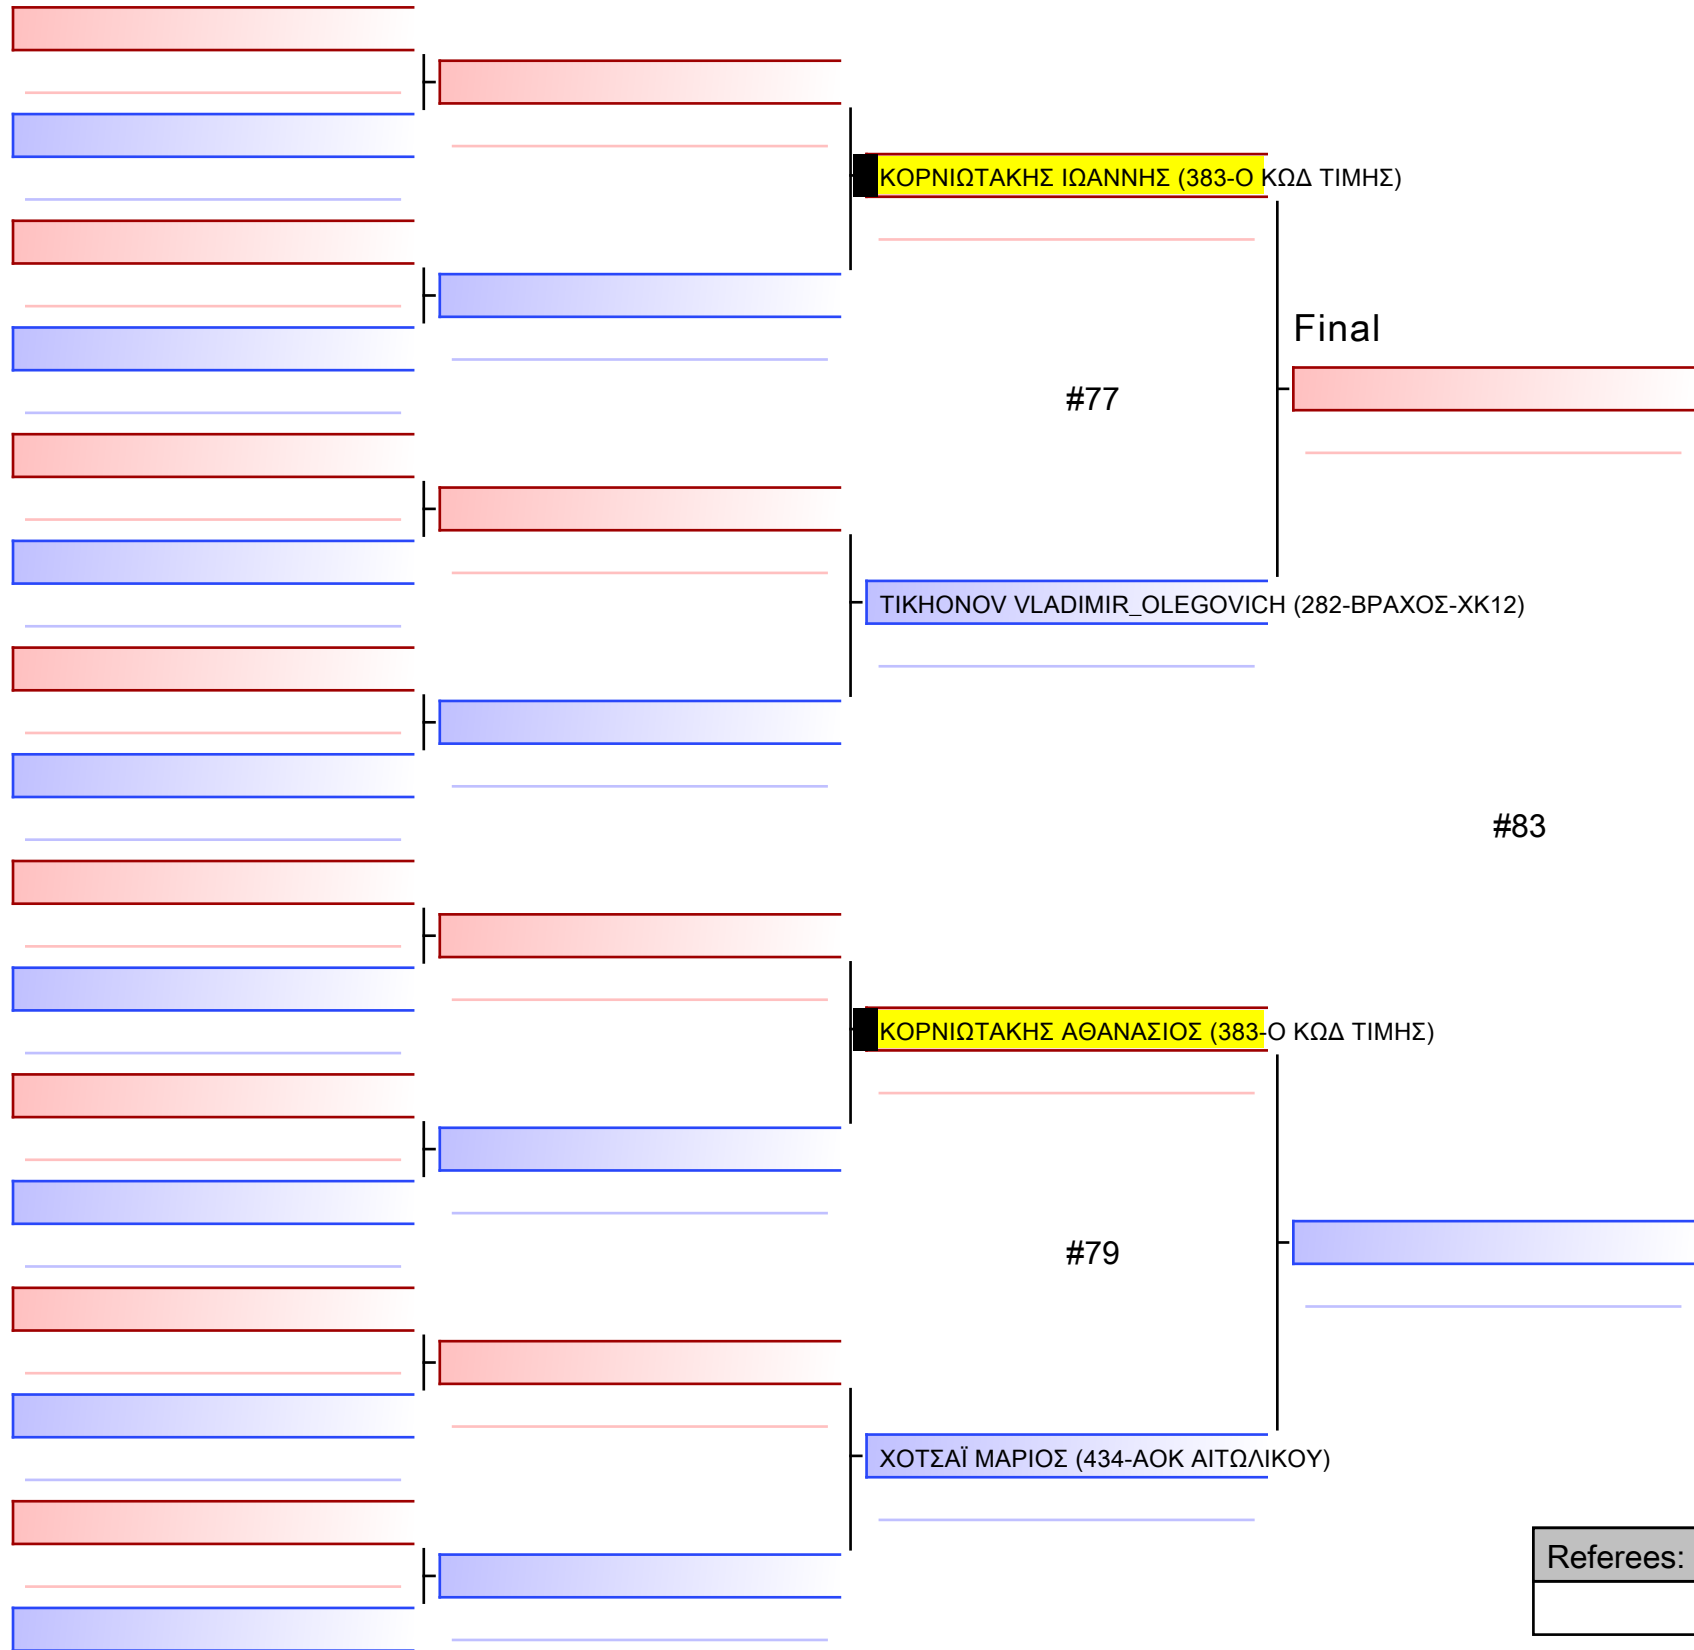 ΚΟΡΝΙΩΤΑΚΗΣ ΙΩΑΝΝΗΣ (383-Ο ΚΩΔ ΤΙΜΗΣ)
Final
#77
TIKHONOV VLADIMIR_OLEGOVICH (282-ΒΡΑΧΟΣ-ΧΚ12)
#83
ΚΟΡΝΙΩΤΑΚΗΣ ΑΘΑΝΑΣΙΟΣ (383-Ο ΚΩΔ ΤΙΜΗΣ)
#79
ΧΟΤΣΑΪ ΜΑΡΙΟΣ (434-ΑΟΚ ΑΙΤΩΛΙΚΟΥ)
Referees: